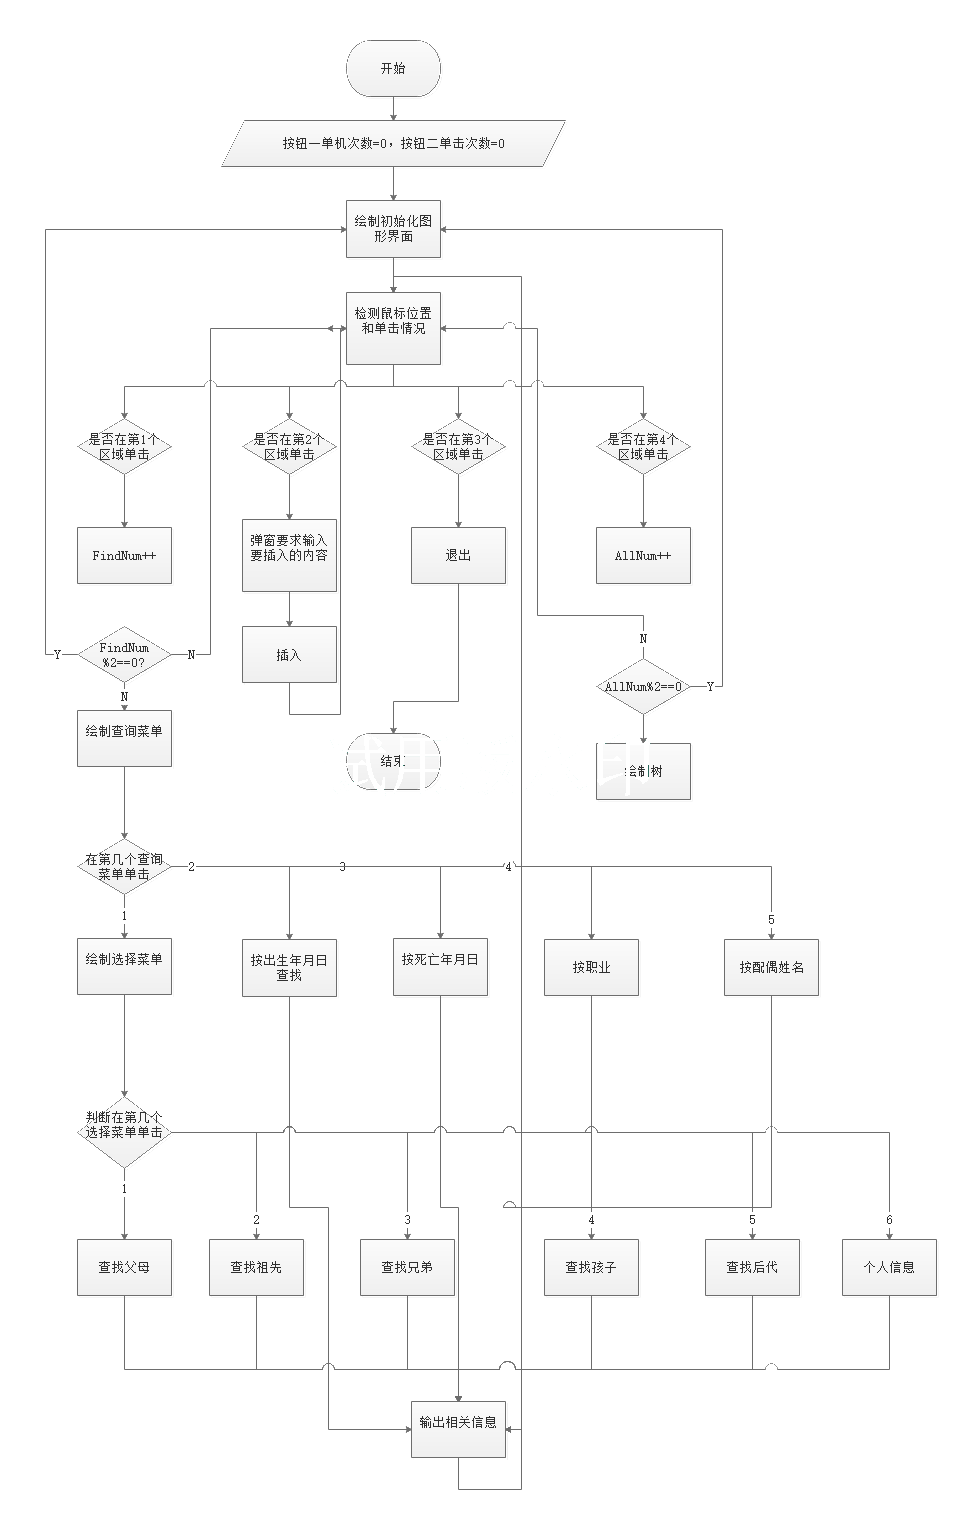 开始
按钮一单机次数=0，按钮二单击次数=0
绘制初始化图
形界面
检测鼠标位置
和单击情况
是否在第1个
区域单击
是否在第2个
区域单击
是否在第3个
区域单击
是否在第4个
区域单击
FindNum++
弹窗要求输入
要插入的内容
退出
AllNum++
Y
FindNum
%2==0?
N
插入
N
AllNum%2==0
Y
N
绘制查询菜单
结束
绘制树
试用
印
在第几个查询
菜单单击
2
3
4
5
1
绘制选择菜单
按出生年月日
查找
按死亡年月日
按职业
按配偶姓名
判断在第几个
选择菜单单击
1
2
3
4
5
6
查找父母
查找祖先
查找兄弟
查找孩子
查找后代
个人信息
输出相关信息